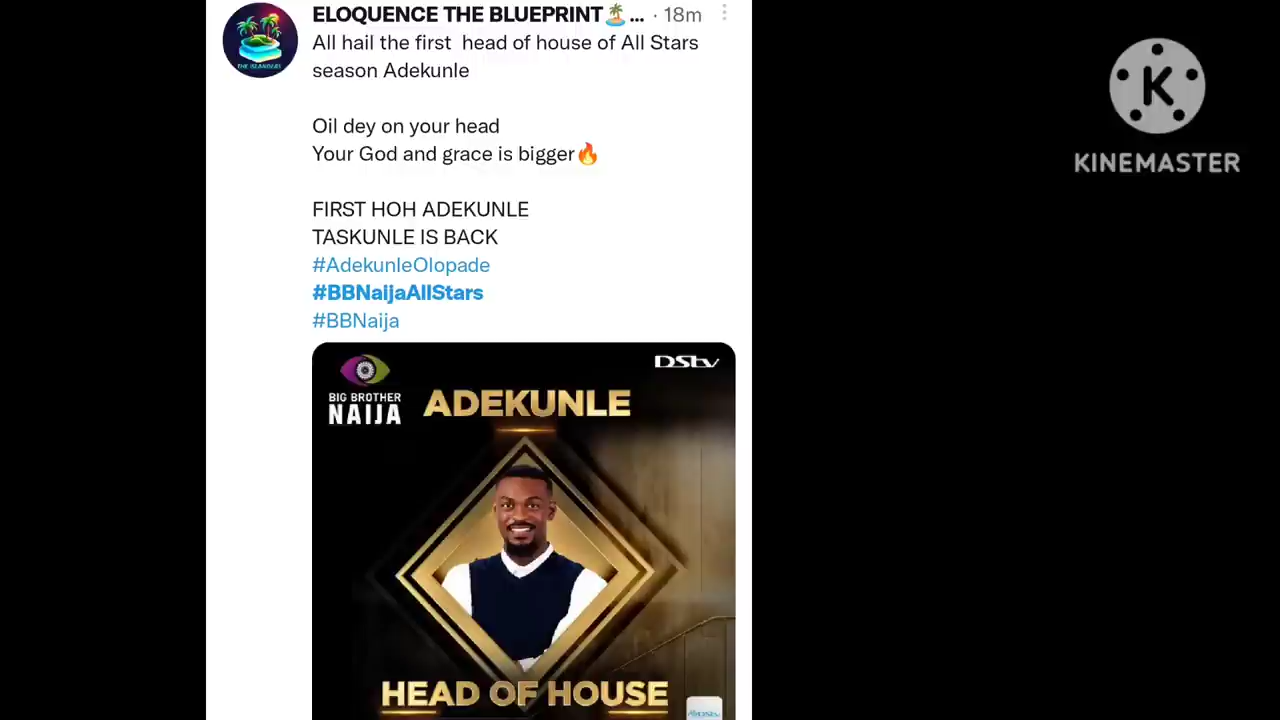 ELOQUENCE THE BLUEPRINT🏝️... · 18m
All hail the first head of house of All Stars
season Adekunle
Oil dey on your head
Your God and grace is bigger🔥
FIRST HOH ADEKUNLE
TASKUNLE IS BACK
#AdekunleOlopade
#BBNaijaAllStars
#BBNaija
THE ISLANDERS
K
KINEMASTER
BIG BROTHER
NAIJA
ADEKUNLE
DStv
HEAD OF HOUSE